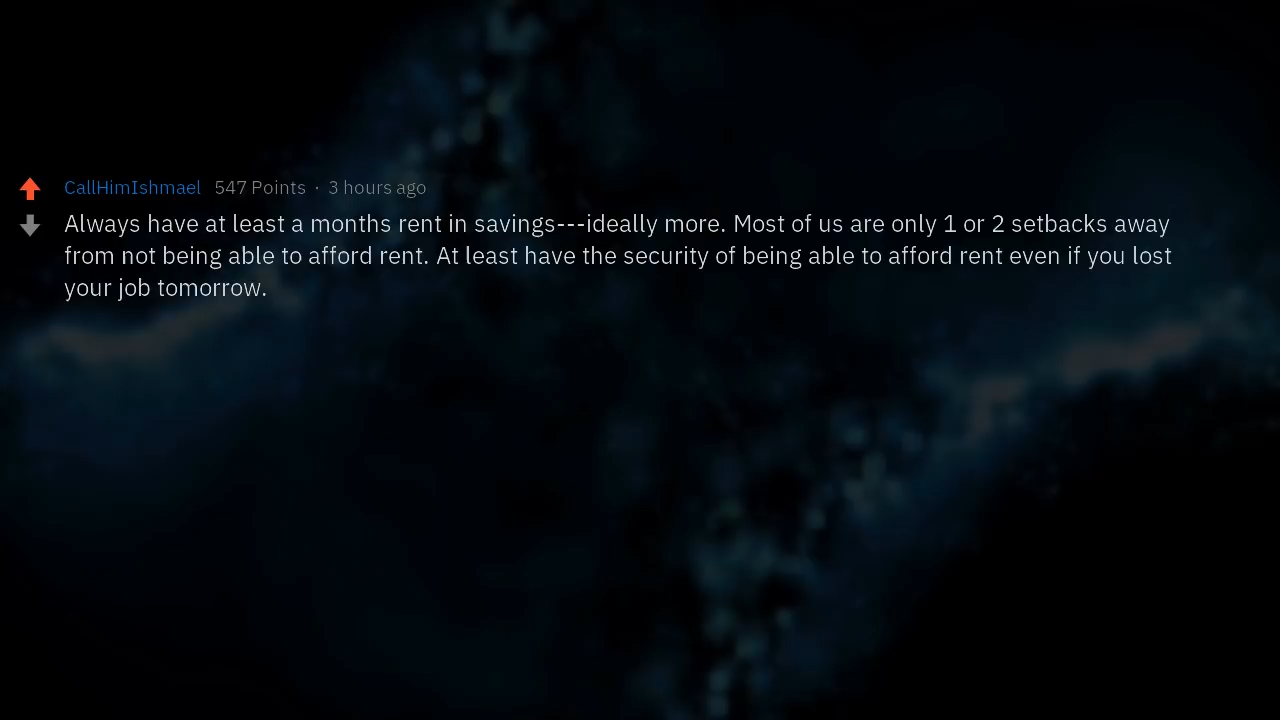 CallHimIshmael 547 Points · 3 hours ago
Always have at least a months rent in savings---ideally more. Most of us are only 1 or 2 setbacks away
from not being able to afford rent. At least have the security of being able to afford rent even if you lost
your job tomorrow.